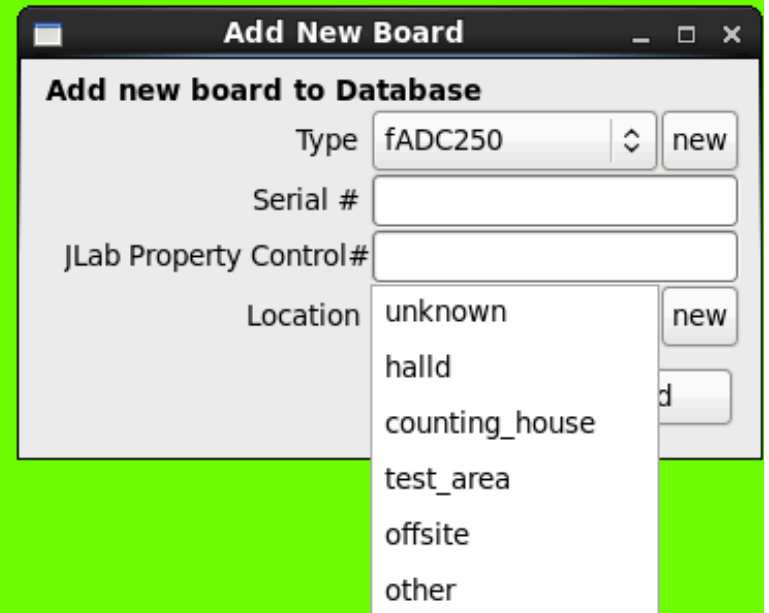 Add New Board
Add new board to Database
Type fADC250 new
Serial #
JLab Property Control#
Location unknown new
halld
counting_house
test_area
offsite
other